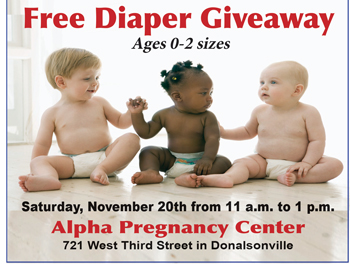 Free Diaper Giveaway
Ages 0-2 sizes
Saturday, November 20th from 11 a.m. to 1 p.m.
Alpha Pregnancy Center
721 West Third Street in Donalsonville